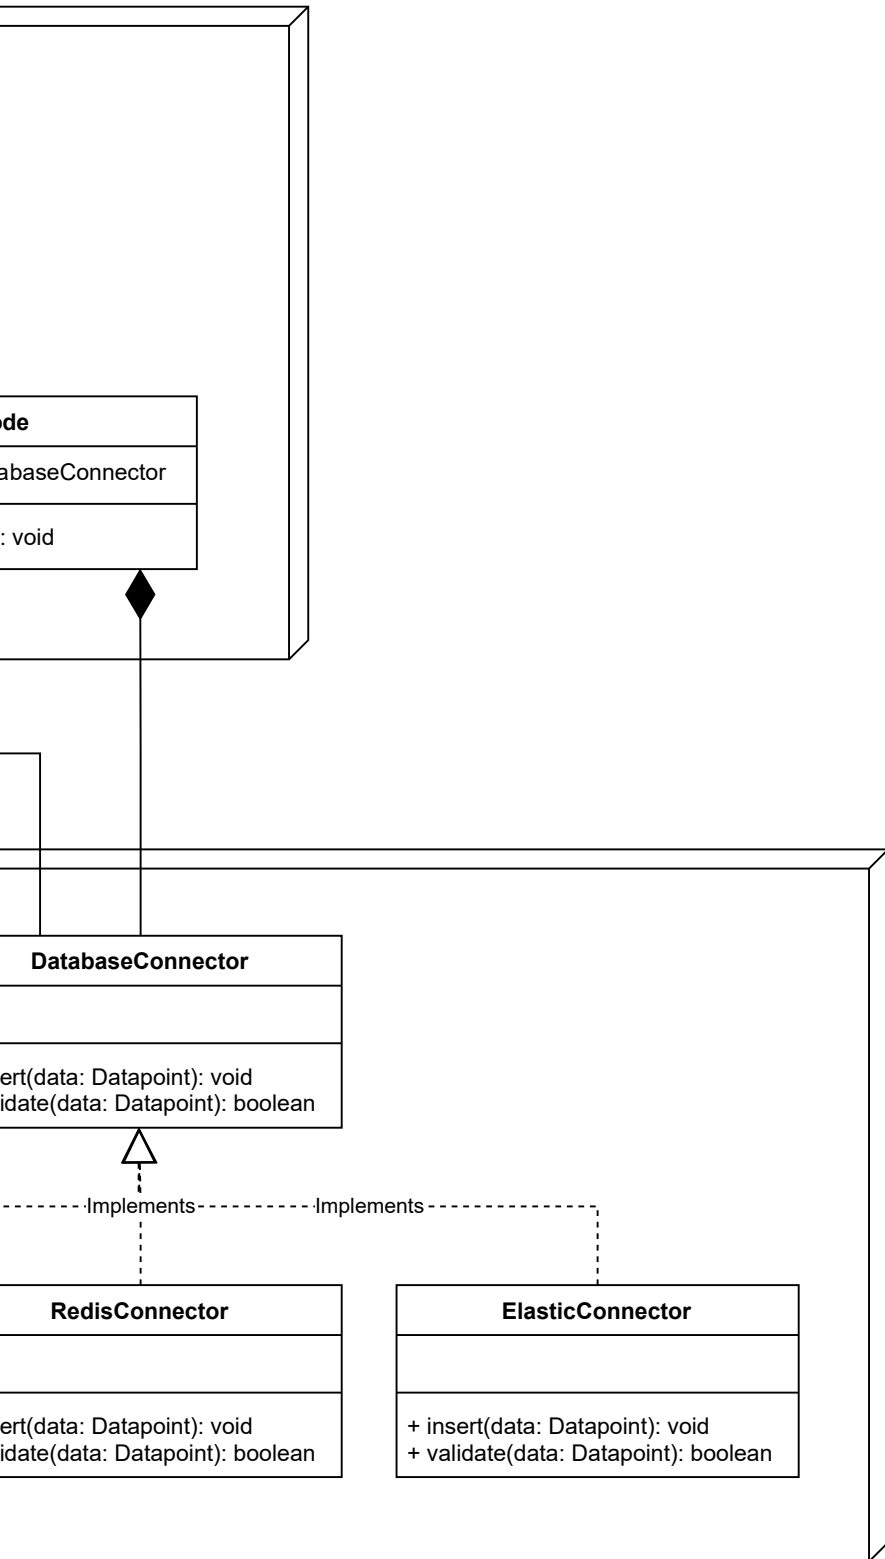 ode
abaseConnector
: void
DatabaseConnector
ert(data: Datapoint): void
idate(data: Datapoint): boolean
Implements Implements
RedisConnector ElasticConnector
ert(data: Datapoint): void + insert(data: Datapoint): void
idate(data: Datapoint): boolean + validate(data: Datapoint): boolean